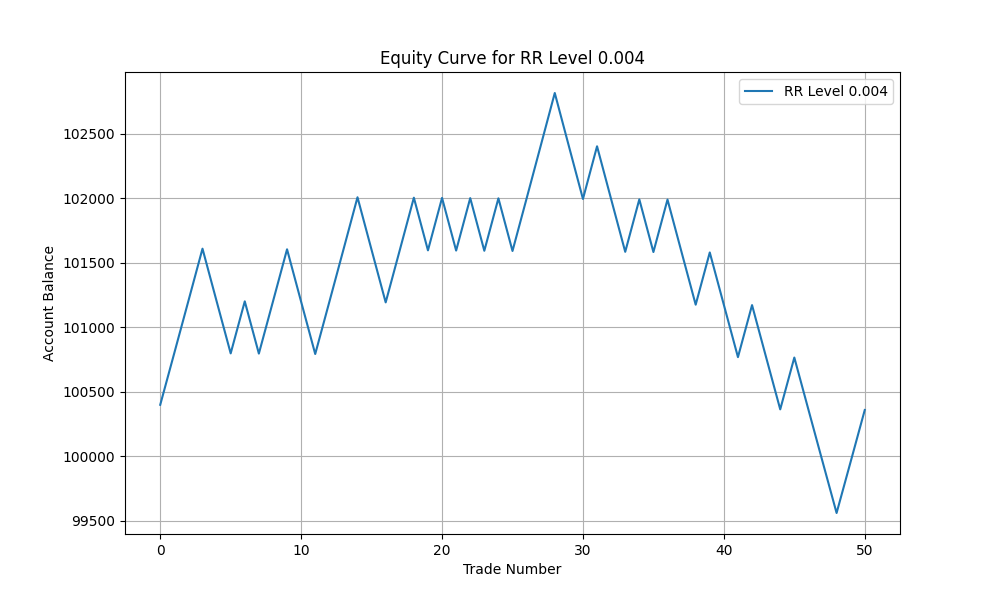 Equity Curve for RR Level 0.004
RR Level 0.004
102500
102000
101500
101000
100500
100000
99500
Account Balance
0 10 20 30 40 50
Trade Number